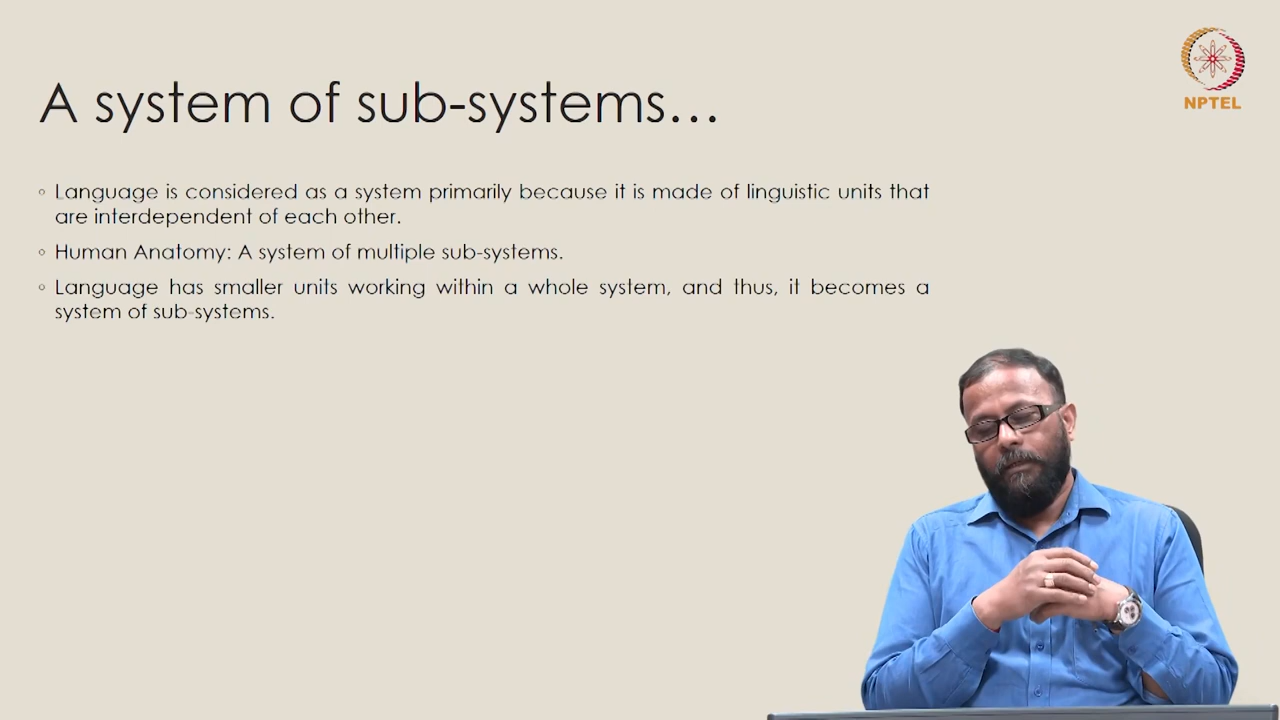 A system of sub-systems...
NPTEL
◦ Language is considered as a system primarily because it is made of linguistic units that
are interdependent of each other.
◦ Human Anatomy: A system of multiple sub-systems.
◦ Language has smaller units working within a whole system, and thus, it becomes a
system of sub-systems.